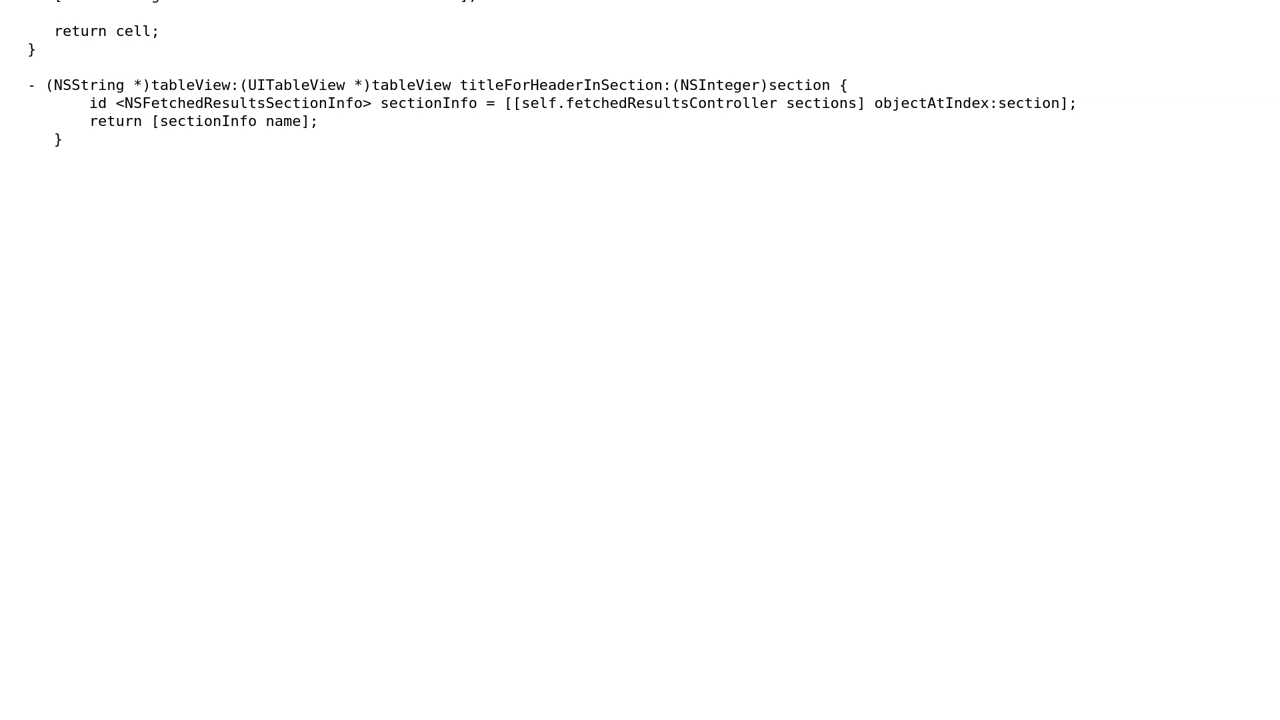 return cell;
}
- (NSString *)tableView:(UITableView *)tableView titleForHeaderInSection:(NSInteger)section {
id <NSFetchedResultsSectionInfo> sectionInfo = [[self.fetchedResultsController sections] objectAtIndex:section];
return [sectionInfo name];
}